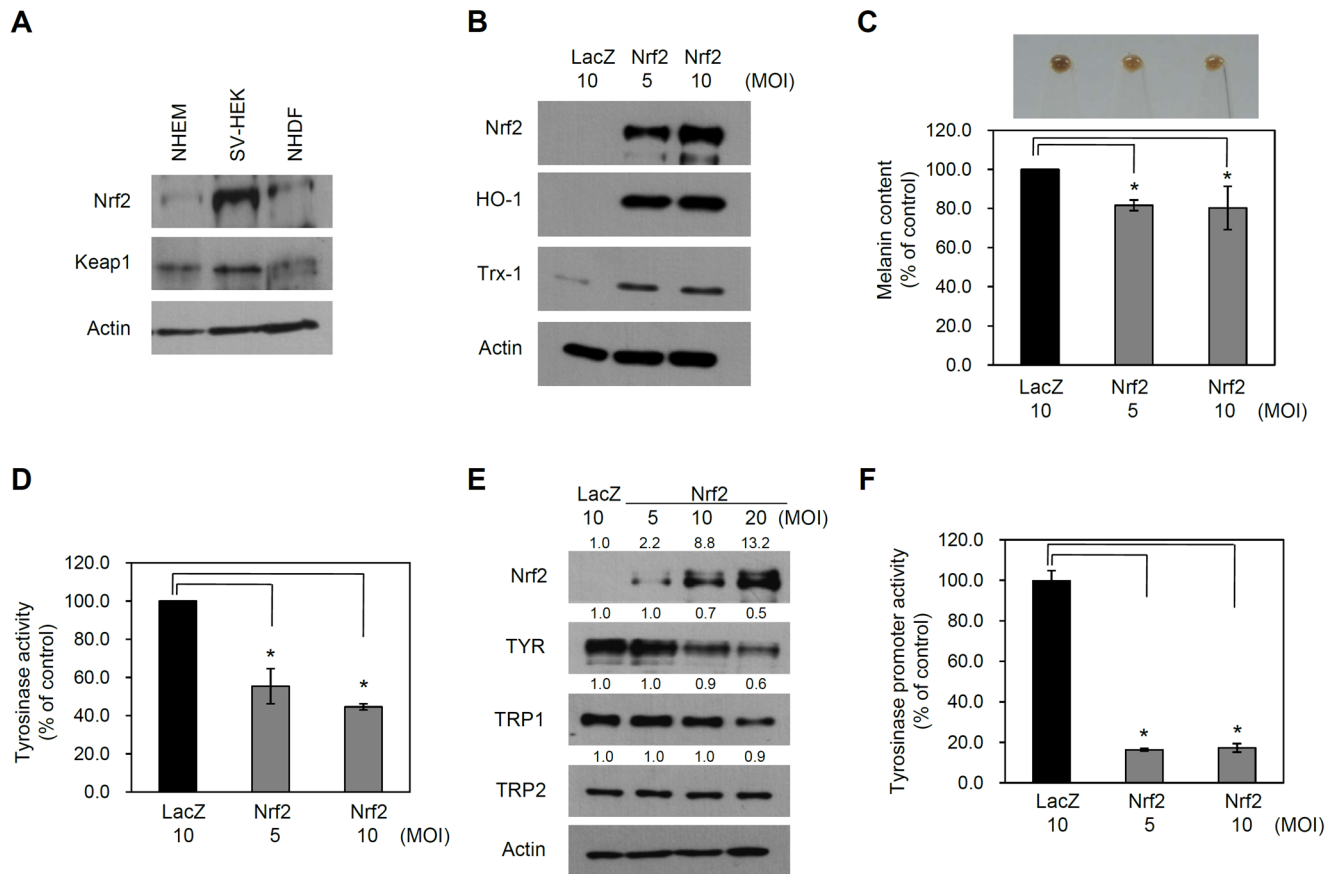 A
NHEM SV-HEK NHDF
Nrf2
Keap1
Actin
B
LacZ Nrf2 Nrf2
10 5 10 (MOI)
Nrf2
HO-1
Trx-1
Actin
C
120.0
100.0
80.0
60.0
40.0
20.0
0.0
Melanin content
(% of control)
* *
LacZ Nrf2 Nrf2
10 5 10 (MOI)
D
120.0
100.0
80.0
60.0
40.0
20.0
0.0
Tyrosinase activity
(% of control)
* *
LacZ Nrf2 Nrf2
10 5 10 (MOI)
E
LacZ Nrf2
10 5 10 20 (MOI)
1.0 2.2 8.8 13.2
Nrf2
1.0 1.0 0.7 0.5
TYR
1.0 1.0 0.9 0.6
TRP1
1.0 1.0 1.0 0.9
TRP2
Actin
F
120.0
100.0
80.0
60.0
40.0
20.0
0.0
Tyrosinase promoter activity
(% of control)
* *
LacZ Nrf2 Nrf2
10 5 10 (MOI)